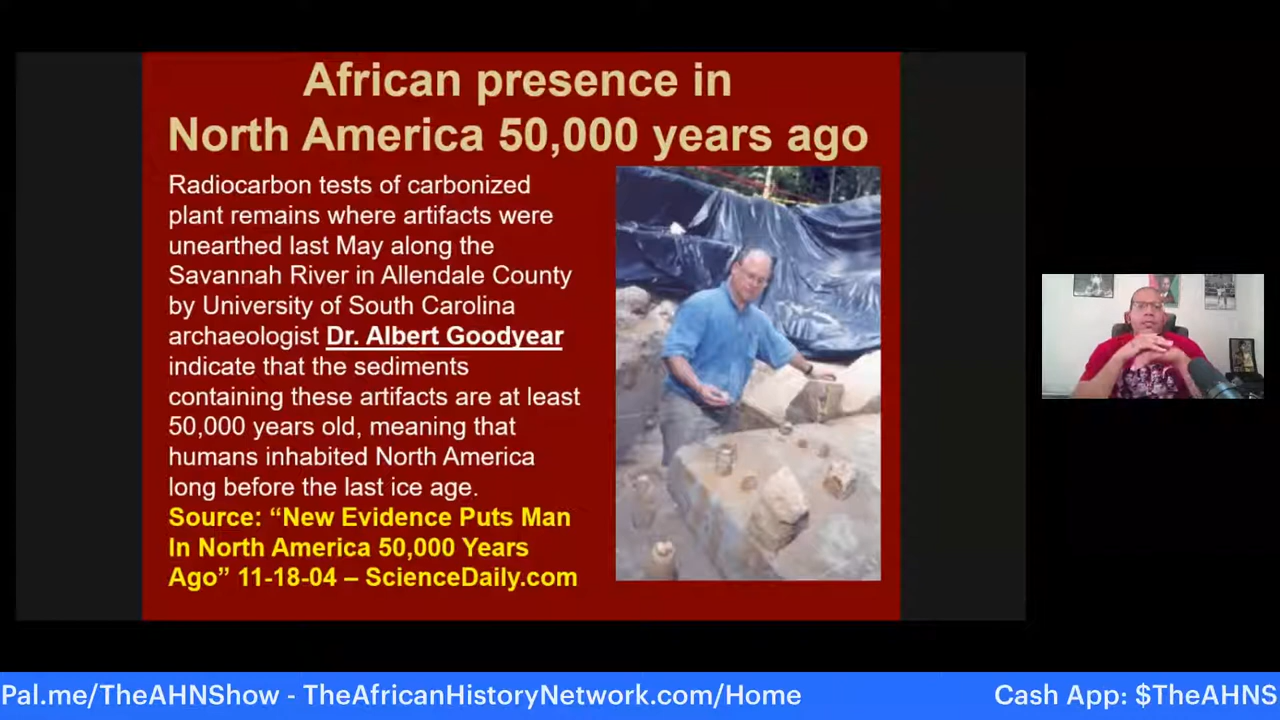 African presence in
North America 50,000 years ago
Radiocarbon tests of carbonized
plant remains where artifacts were
unearthed last May along the
Savannah River in Allendale County
by University of South Carolina
archaeologist Dr. Albert Goodyear
indicate that the sediments
containing these artifacts are at least
50,000 years old, meaning that
humans inhabited North America
long before the last ice age.
Source: “New Evidence Puts Man
In North America 50,000 Years
Ago” 11-18-04 – ScienceDaily.com
Pal.me/TheAHNShow - TheAfricanHistoryNetwork.com/Home
Cash App: $TheAHNS